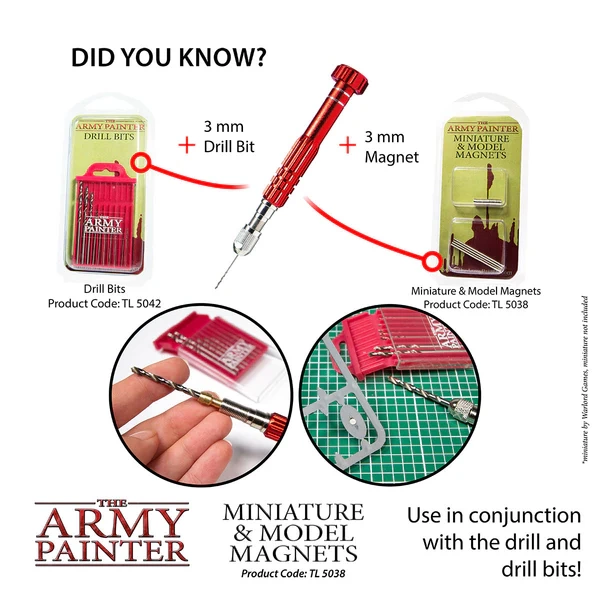 DID YOU KNOW?
THE
ARMY PAINTER
DRILL BITS
THE
ARMY
PAINTER
+ 3 mm
Drill Bit
+ 3 mm
Magnet
THE
ARMY PAINTER
MINIATURE
& MODEL
MAGNETS
Drill Bits
Product Code: TL 5042
Miniature & Model Magnets
Product Code: TL 5038
*miniature by Warlord Games, miniature not included
THE
ARMY
PAINTER
ARMY
PAINTER
THE
ARMY
PAINTER
MINIATURE
& MODEL
MAGNETS
Product Code: TL 5038
Use in conjunction
with the drill and
drill bits!